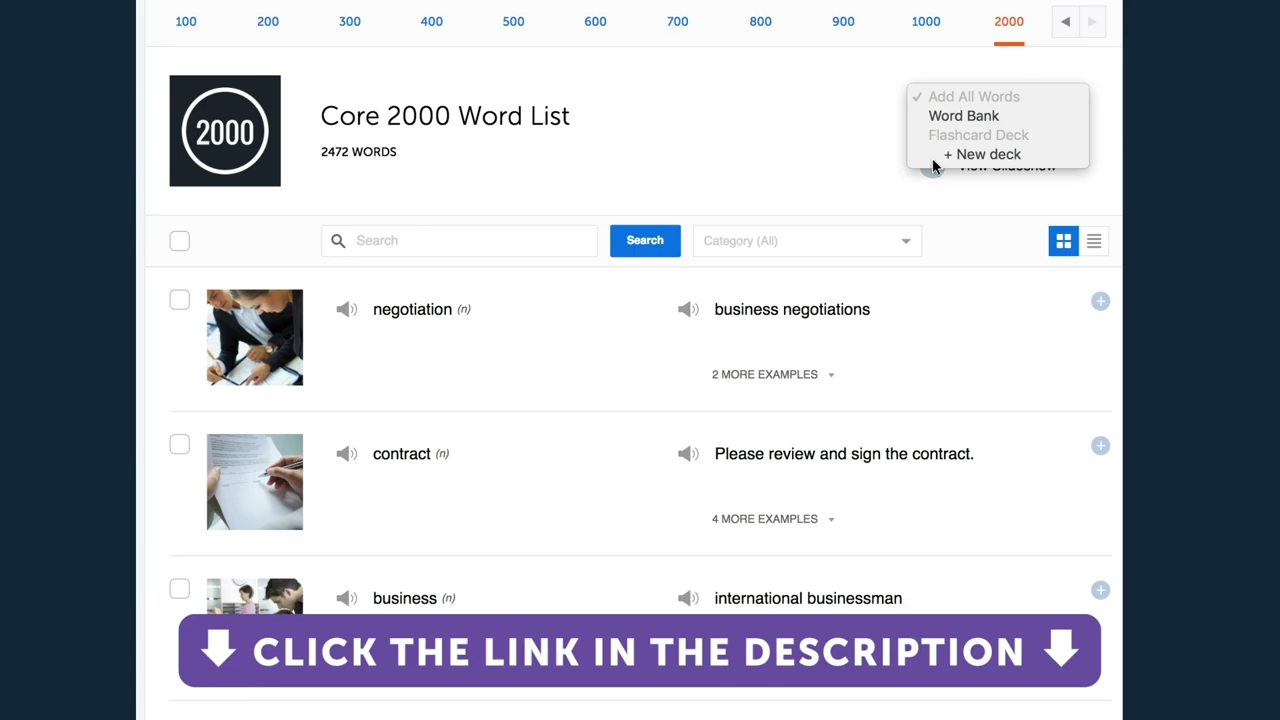 100 200 300 400 500 600 700 800 900 1000 2000
2000
Core 2000 Word List
2472 WORDS
Add All Words
Word Bank
Flashcard Deck
+ New deck
View Slideshow
Search
Search
Category (All)
negotiation (n)
business negotiations
2 MORE EXAMPLES
contract (n)
Please review and sign the contract.
4 MORE EXAMPLES
business (n)
international businessman
CLICK THE LINK IN THE DESCRIPTION